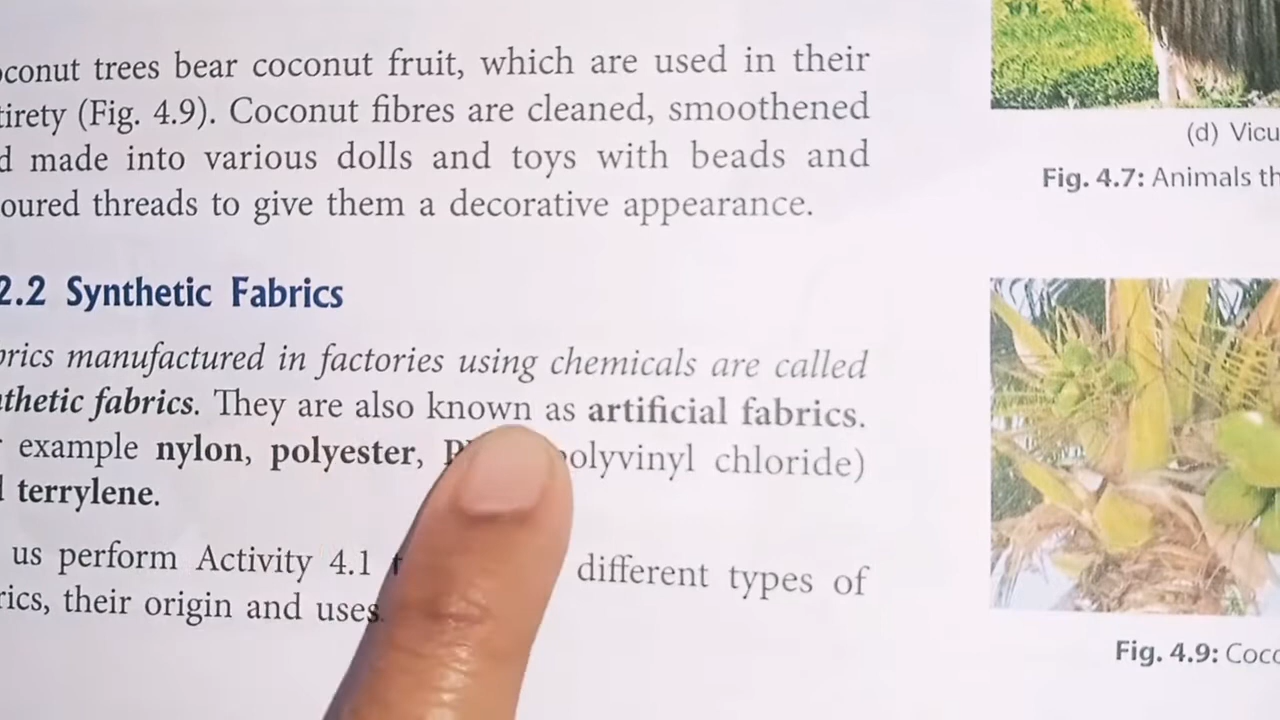 oconut trees bear coconut fruit, which are used in their
tirety (Fig. 4.9). Coconut fibres are cleaned, smoothened
d made into various dolls and toys with beads and
oured threads to give them a decorative appearance.
2.2 Synthetic Fabrics
brics manufactured in factories using chemicals are called
nthetic fabrics. They are also known as artificial fabrics.
example nylon, polyester, olyvinyl chloride)
terrylene.
us perform Activity 4.1 different types of
rics, their origin and uses
(d) Vicu
Fig. 4.7: Animals th
Fig. 4.9: Coco